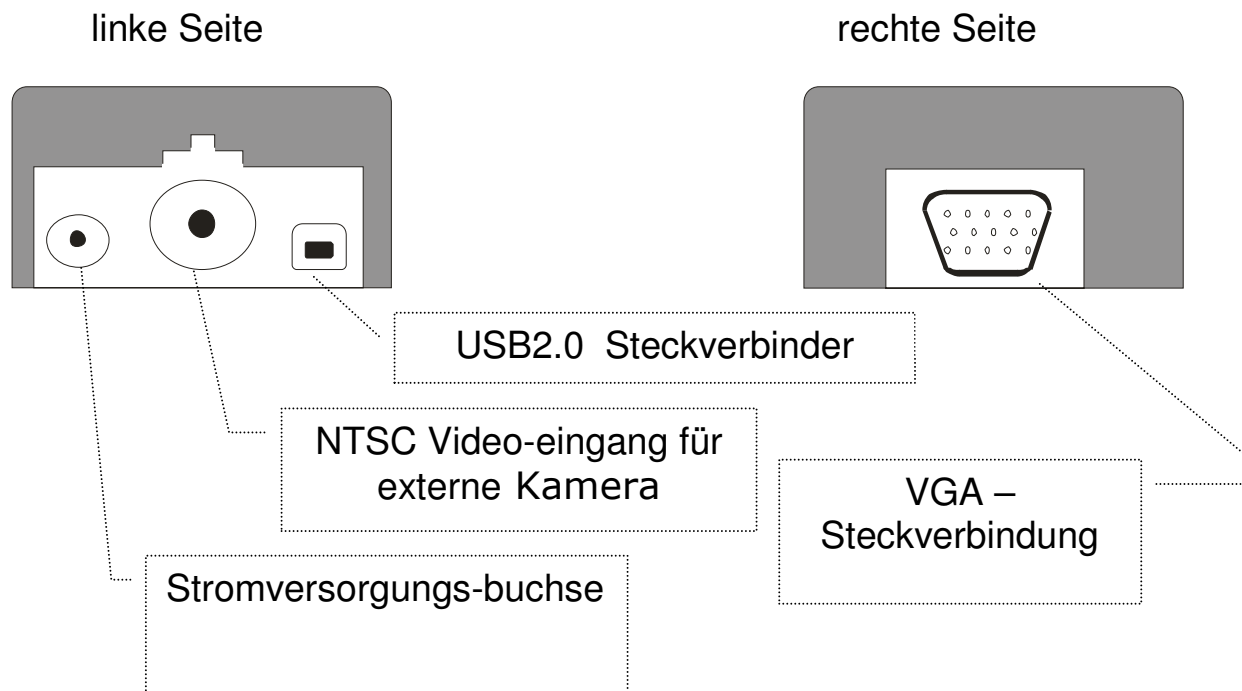 linke Seite
rechte Seite
USB2.0 Steckverbinder
NTSC Video-eingang für
externe Kamera
VGA –
Steckverbindung
Stromversorgungs-buchse